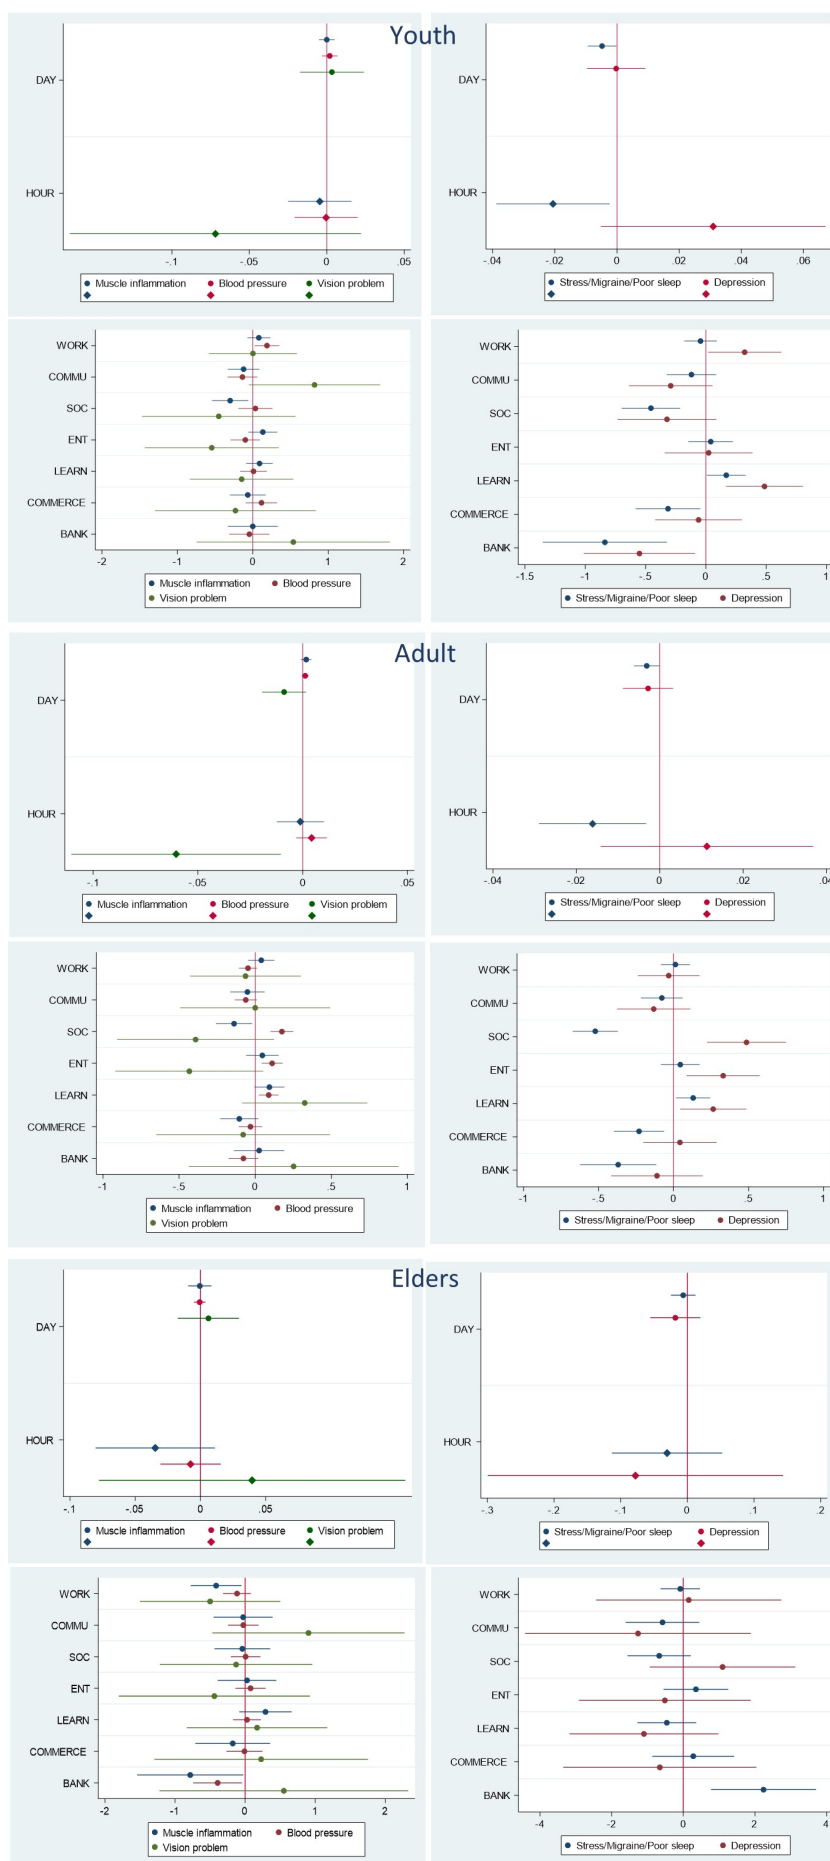 Youth
DAY
HOUR
-.1 -.05 0 .05
Muscle inflammation Blood pressure Vision problem
DAY
HOUR
-.04 -.02 0 .02 .04 .06
Stress/Migraine/Poor sleep Depression
WORK
COMMU
SOC
ENT
LEARN
COMMERCE
BANK
-2 -1 0 1 2
Muscle inflammation Blood pressure
Vision problem
WORK
COMMU
SOC
ENT
LEARN
COMMERCE
BANK
-1.5 -1 -.5 0 .5 1
Stress/Migraine/Poor sleep Depression
Adult
DAY
HOUR
-.1 -.05 0 .05
Muscle inflammation Blood pressure Vision problem
DAY
HOUR
-.04 -.02 0 .02 .04
Stress/Migraine/Poor sleep Depression
WORK
COMMU
SOC
ENT
LEARN
COMMERCE
BANK
-1 -.5 0 .5 1
Muscle inflammation Blood pressure
Vision problem
WORK
COMMU
SOC
ENT
LEARN
COMMERCE
BANK
-1 -.5 0 .5 1
Stress/Migraine/Poor sleep Depression
Elders
DAY
HOUR
-.1 -.05 0 .05
Muscle inflammation Blood pressure Vision problem
DAY
HOUR
-.3 -.2 -.1 0 .1 .2
Stress/Migraine/Poor sleep Depression
WORK
COMMU
SOC
ENT
LEARN
COMMERCE
BANK
-2 -1 0 1 2
Muscle inflammation Blood pressure
Vision problem
WORK
COMMU
SOC
ENT
LEARN
COMMERCE
BANK
-4 -2 0 2 4
Stress/Migraine/Poor sleep Depression